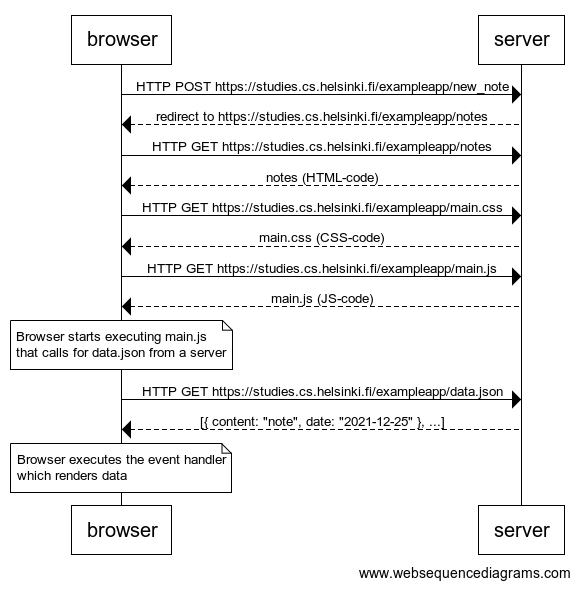 browser
server
HTTP POST https://studies.cs.helsinki.fi/exampleapp/new_note
redirect to https://studies.cs.helsinki.fi/exampleapp/notes
HTTP GET https://studies.cs.helsinki.fi/exampleapp/notes
notes (HTML-code)
HTTP GET https://studies.cs.helsinki.fi/exampleapp/main.css
main.css (CSS-code)
HTTP GET https://studies.cs.helsinki.fi/exampleapp/main.js
main.js (JS-code)
Browser starts executing main.js
that calls for data.json from a server
HTTP GET https://studies.cs.helsinki.fi/exampleapp/data.json
[{ content: "note", date: "2021-12-25" }, ...]
Browser executes the event handler
which renders data
browser
server
www.websequencediagrams.com